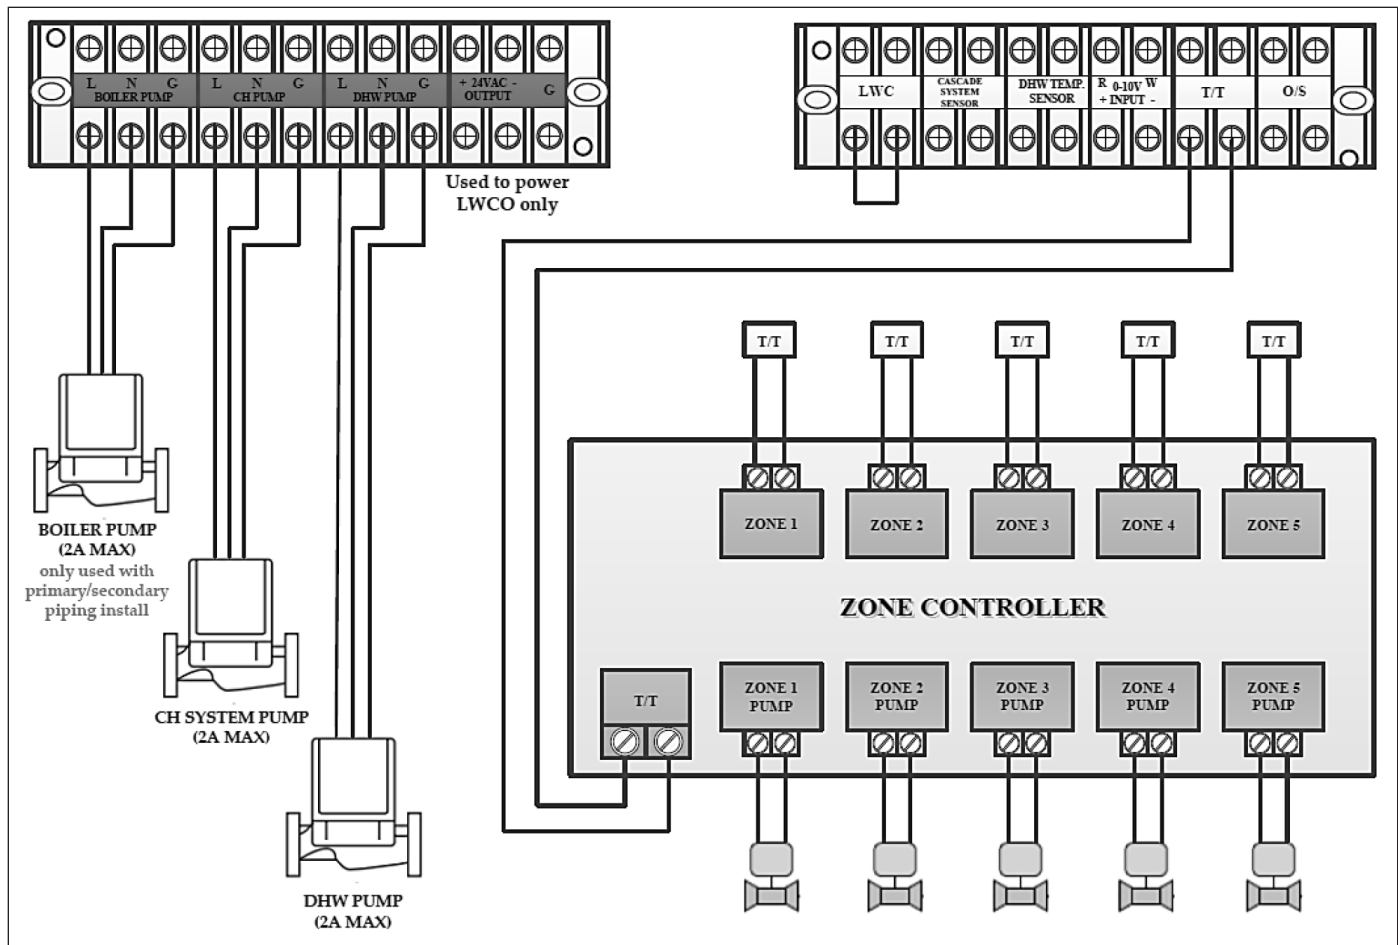 L N G L N G L N G + 24VAC - G
BOILER PUMP CH PUMP DHW PUMP OUTPUT
Used to power
LWCO only
LWC
CASCADE
SYSTEM
SENSOR
DHW TEMP.
SENSOR
R 0-10V W
+ INPUT -
T/T
O/S
T/T T/T T/T T/T T/T
ZONE 1 ZONE 2 ZONE 3 ZONE 4 ZONE 5
ZONE CONTROLLER
T/T
ZONE 1
PUMP
ZONE 2
PUMP
ZONE 3
PUMP
ZONE 4
PUMP
ZONE 5
PUMP
BOILER PUMP
(2A MAX)
only used with
primary/secondary
piping install
CH SYSTEM PUMP
(2A MAX)
DHW PUMP
(2A MAX)